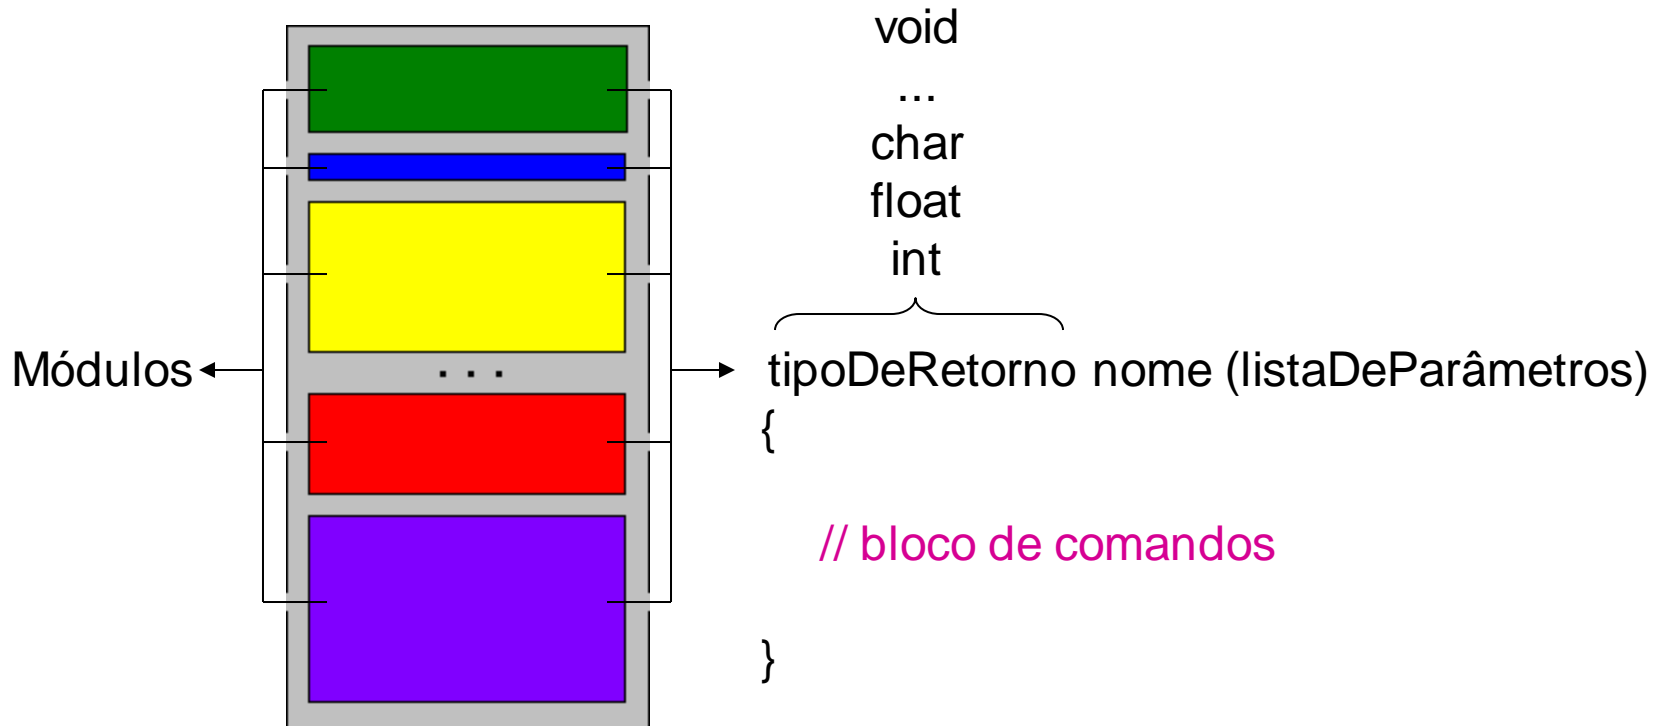 void
...
char
float
int
Módulos
. . .
tipoDeRetorno nome (listaDeParâmetros)
{
// bloco de comandos
}